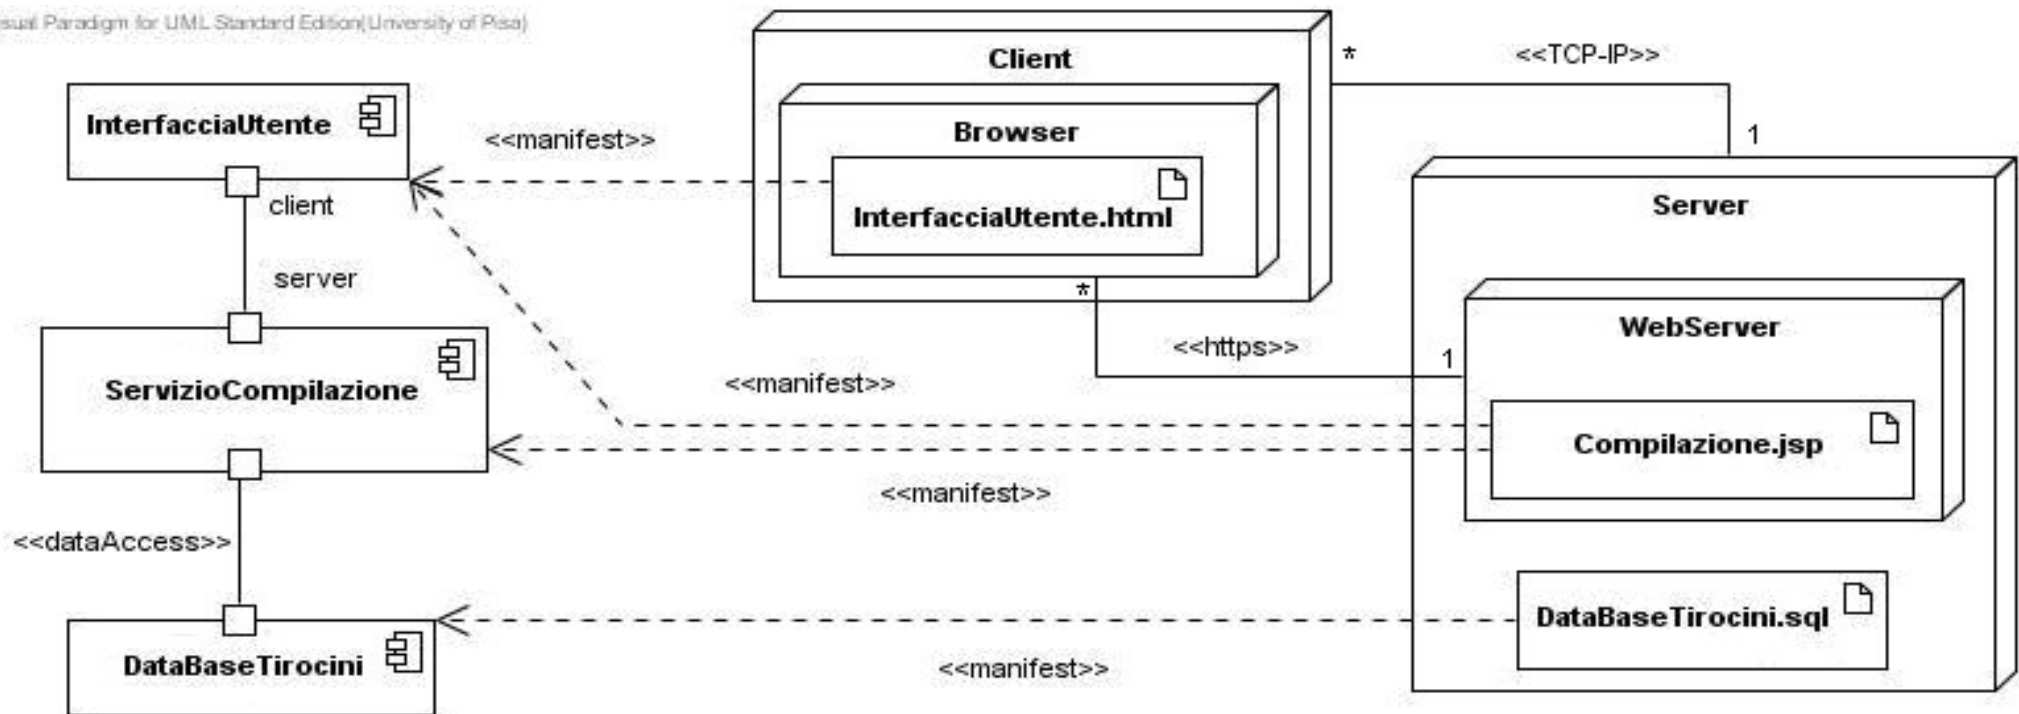 sual Paradigm for UML Standard Edition(University of Pisa)
Client
*
<<TCP-IP>>
1
InterfacciaUtente
<<manifest>>
Browser
InterfacciaUtente.html
client
server
Server
*
<<https>>
1
WebServer
ServizioCompilazione
<<manifest>>
Compilazione.jsp
<<manifest>>
<<dataAccess>>
DataBaseTirocini.sql
DataBaseTirocini
<<manifest>>